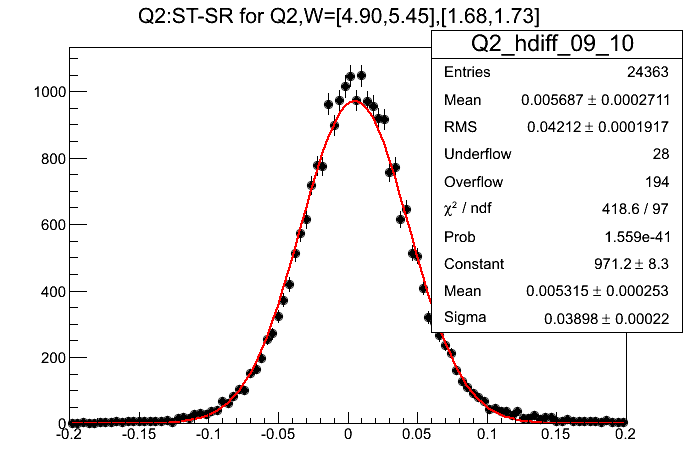 Q2:ST-SR for Q2,W=[4.90,5.45],[1.68,1.73]
Q2_hdiff_09_10
Entries 24363
Mean 0.005687 ± 0.0002711
RMS 0.04212 ± 0.0001917
Underflow 28
Overflow 194
χ² / ndf 418.6 / 97
Prob 1.559e-41
Constant 971.2 ± 8.3
Mean 0.005315 ± 0.000253
Sigma 0.03898 ± 0.00022
1000
800
600
400
200
0
-0.2 -0.15 -0.1 -0.05 0 0.05 0.1 0.15 0.2